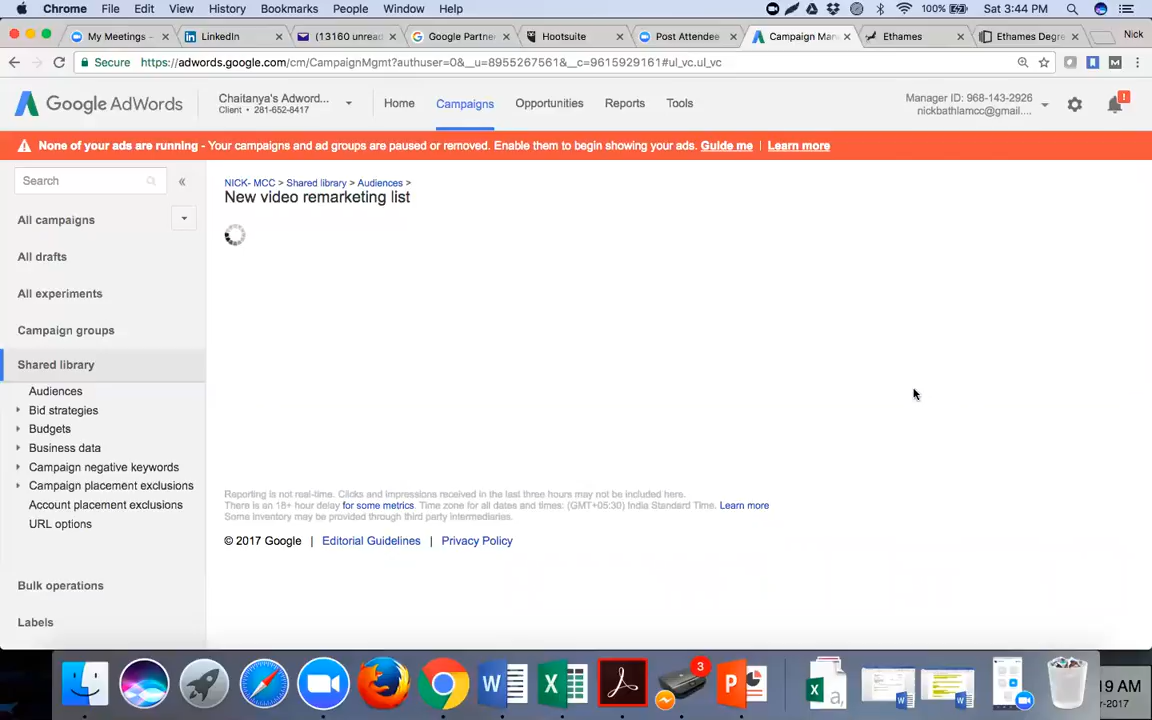 Chrome File Edit View History Bookmarks People Window Help 100% Sat 3:44 PM
My Meetings - LinkedIn (13160 unread Google Partner Hootsuite Post Attendee Campaign Man Ethames Ethames Degre Nick
Secure https://adwords.google.com/cm/CampaignMgmt?authuser=0&__u=8955267561&__c=9615929161#ul_vc.ul_vc
Google AdWords Chaitanya's Adword... Home Campaigns Opportunities Reports Tools Manager ID: 968-143-2926
Client • 281-652-6417 nickbathlamcc@gmail.... !
None of your ads are running - Your campaigns and ad groups are paused or removed. Enable them to begin showing your ads. Guide me | Learn more
Search «
NICK- MCC > Shared library > Audiences >
New video remarketing list
All campaigns
All drafts
All experiments
Campaign groups
Shared library
Audiences
Bid strategies
Budgets
Business data
Campaign negative keywords
Campaign placement exclusions
Account placement exclusions
URL options
Bulk operations
Labels
Reporting is not real-time. Clicks and impressions received in the last three hours may not be included here.
There is an 18+ hour delay for some metrics. Time zone for all dates and times: (GMT+05:30) India Standard Time. Learn more
Some inventory may be provided through third party intermediaries.
© 2017 Google | Editorial Guidelines | Privacy Policy
3
19 AM
-2017